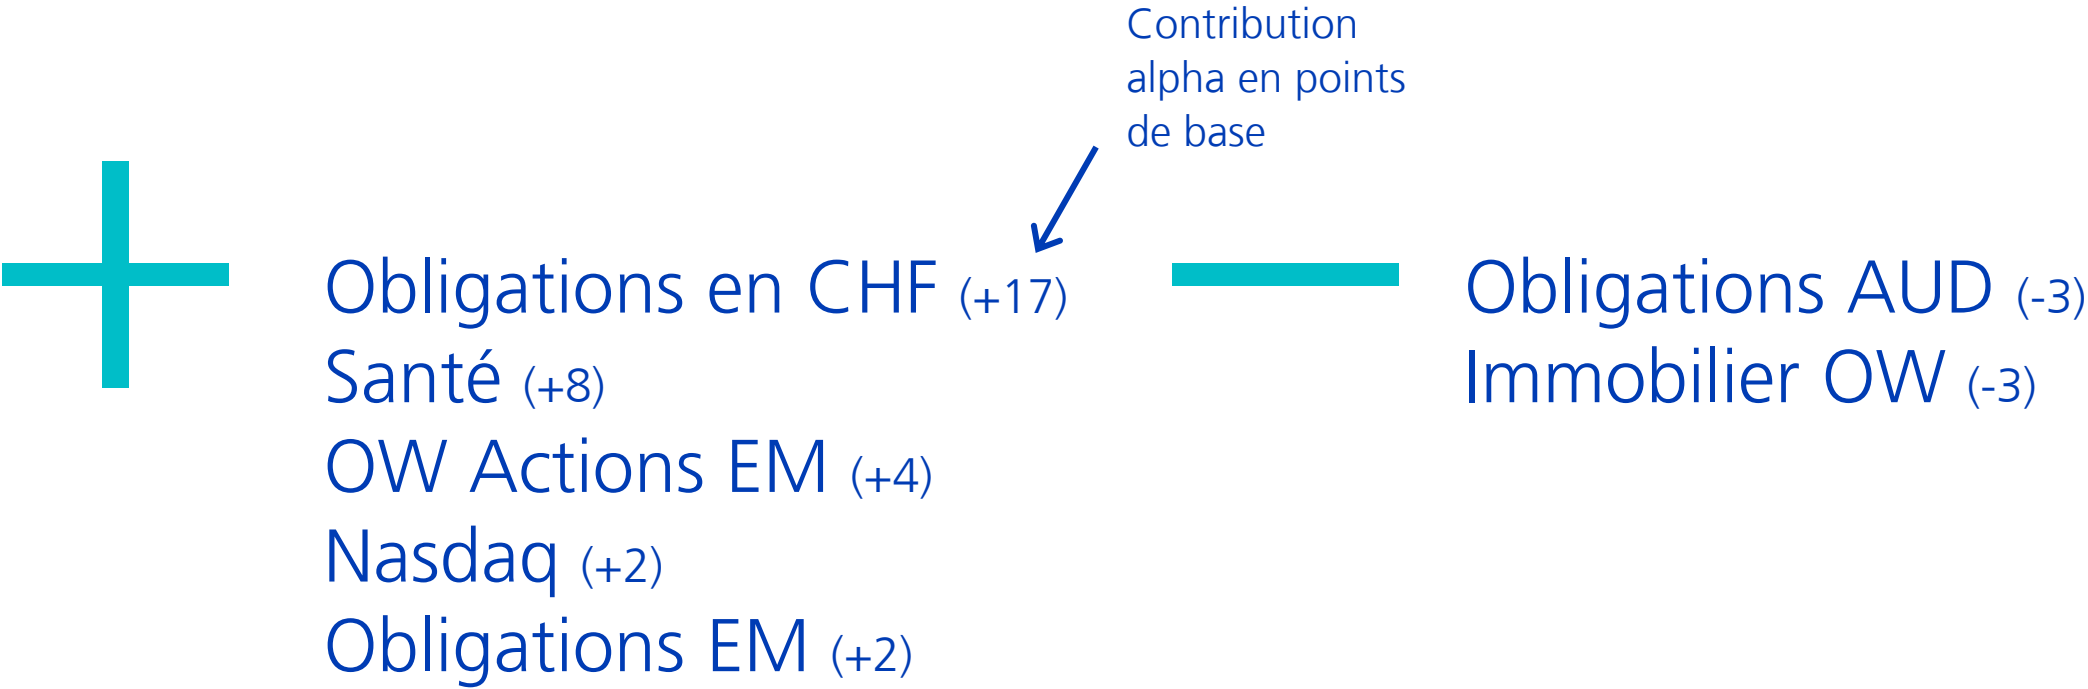 Contribution
alpha en points
de base
Obligations en CHF (+17)
Santé (+8)
OW Actions EM (+4)
Nasdaq (+2)
Obligations EM (+2)
Obligations AUD (-3)
Immobilier OW (-3)